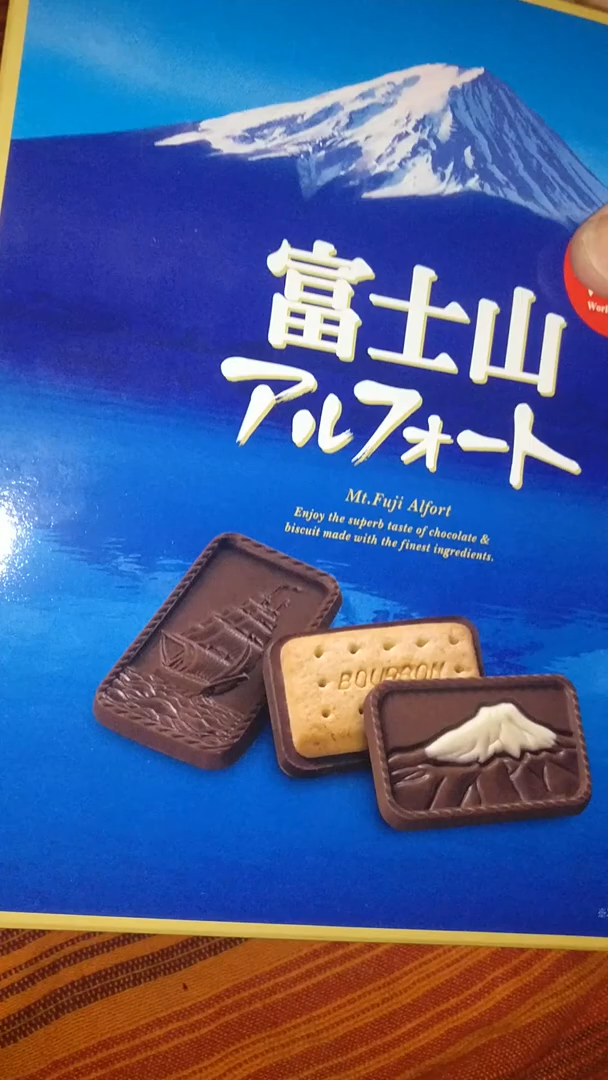 富士山
アルフォート
Mt.Fuji Alfort
Enjoy the superb taste of chocolate &
biscuit made with the finest ingredients.
BOURBON